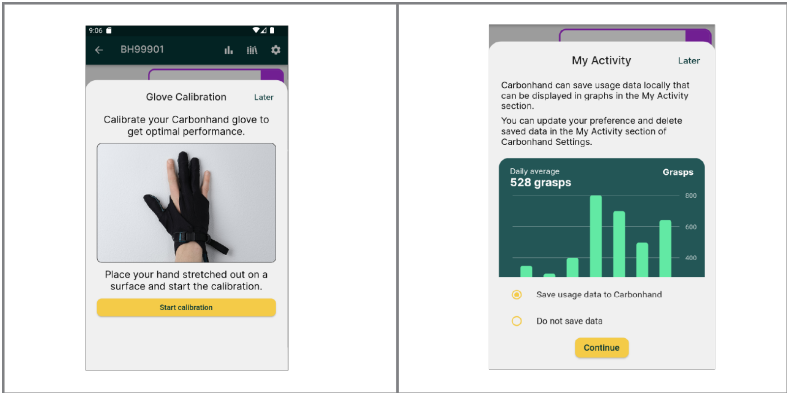 9:06
BH99901
Glove Calibration
Later
Calibrate your Carbonhand glove to
get optimal performance.
Place your hand stretched out on a
surface and start the calibration.
Start calibration
My Activity
Later
Carbonhand can save usage data locally that
can be displayed in graphs in the My Activity
section.
You can update your preference and delete
saved data in the My Activity section of
Carbonhand Settings.
Daily average
Grasps
528 grasps
800
600
400
Save usage data to Carbonhand
Do not save data
Continue